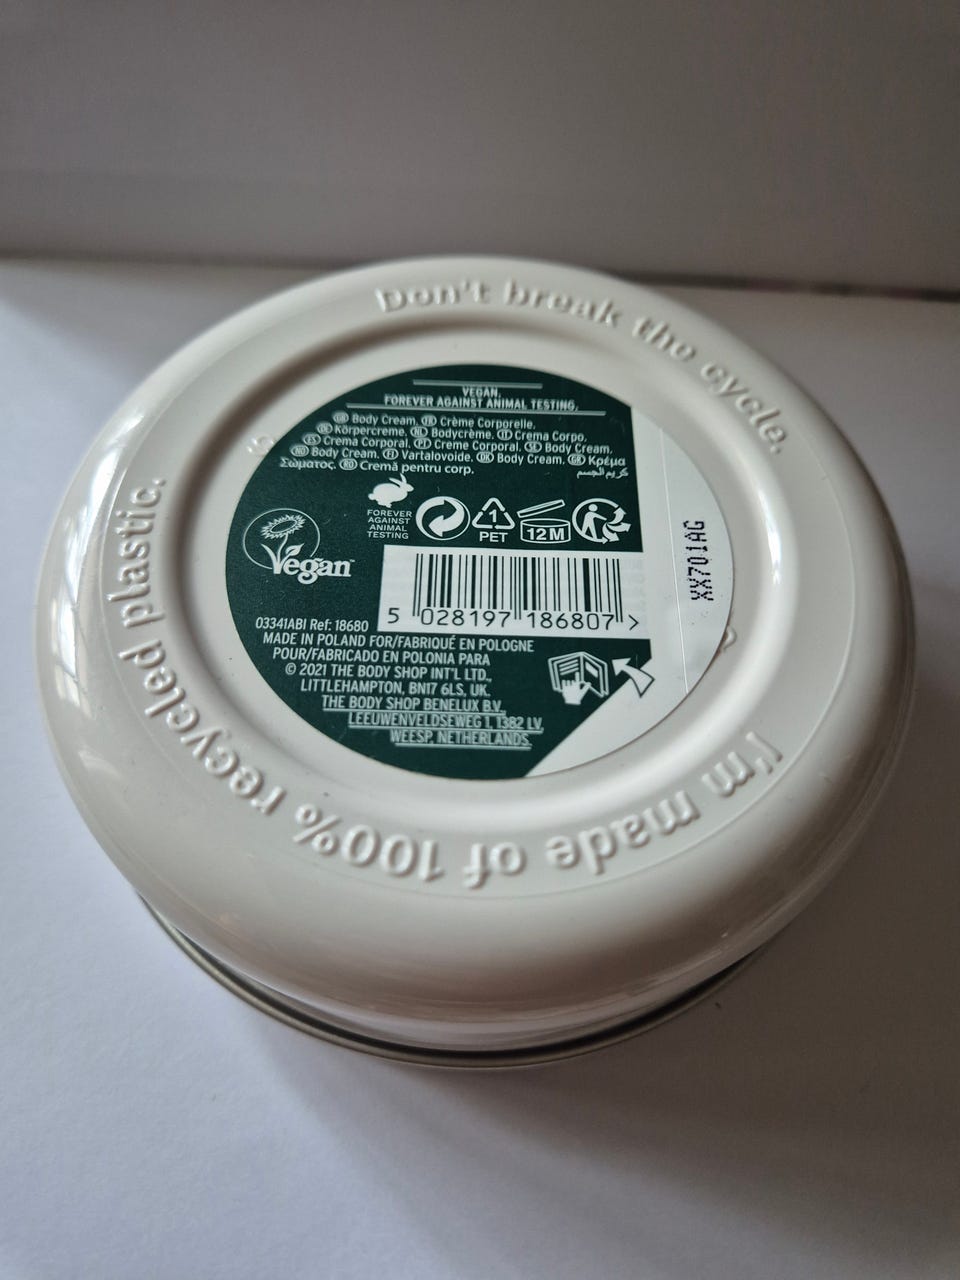 Don't break the cycle.
I'm made of 100% recycled plastic.
VEGAN,
FOREVER AGAINST ANIMAL TESTING,
GB Body Cream, FR Crème Corporelle,
DE Körpercreme, NL Bodycrème, IT Crema Corpo,
ES Crema Corporal, PT Creme Corporal, SE Body Cream,
NO Body Cream, FI Vartalovoide, DK Body Cream, GR Κρέμα
Σώματος, RO Cremă pentru corp.
كريم الجسم
FOREVER
AGAINST
ANIMAL
TESTING
1
PET
12M
Vegan
5 028197 186807 >
XX701AG
03341ABI Ref: 18680
MADE IN POLAND FOR/FABRIQUÉ EN POLOGNE
POUR/FABRICADO EN POLONIA PARA
© 2021 THE BODY SHOP INT'L LTD.,
LITTLEHAMPTON, BN17 6LS, UK.
THE BODY SHOP BENELUX B.V.,
LEEUWENVELDSEWEG 1, 1382 LV,
WEESP, NETHERLANDS.